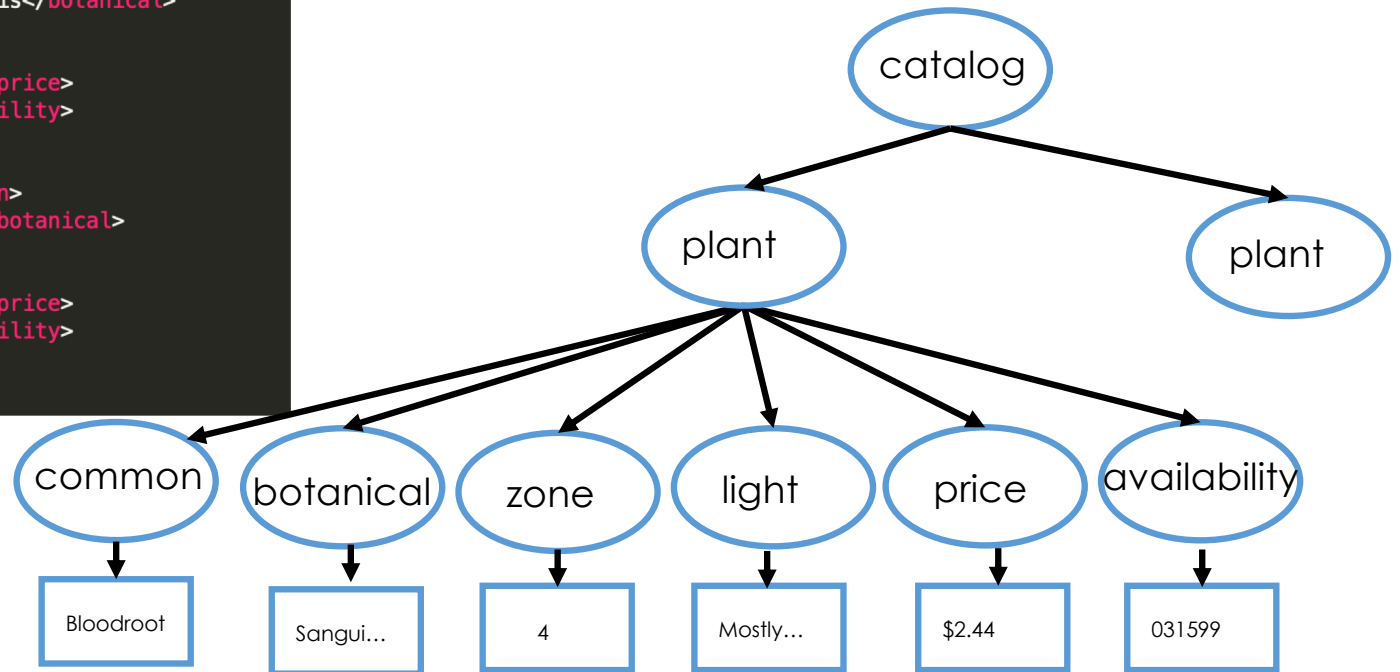 is</botanical>
price>
ility>
n>
botanical>
price>
ility>
catalog
plant
plant
common
botanical
zone
light
price
availability
Bloodroot
Sangui…
4
Mostly…
$2.44
031599